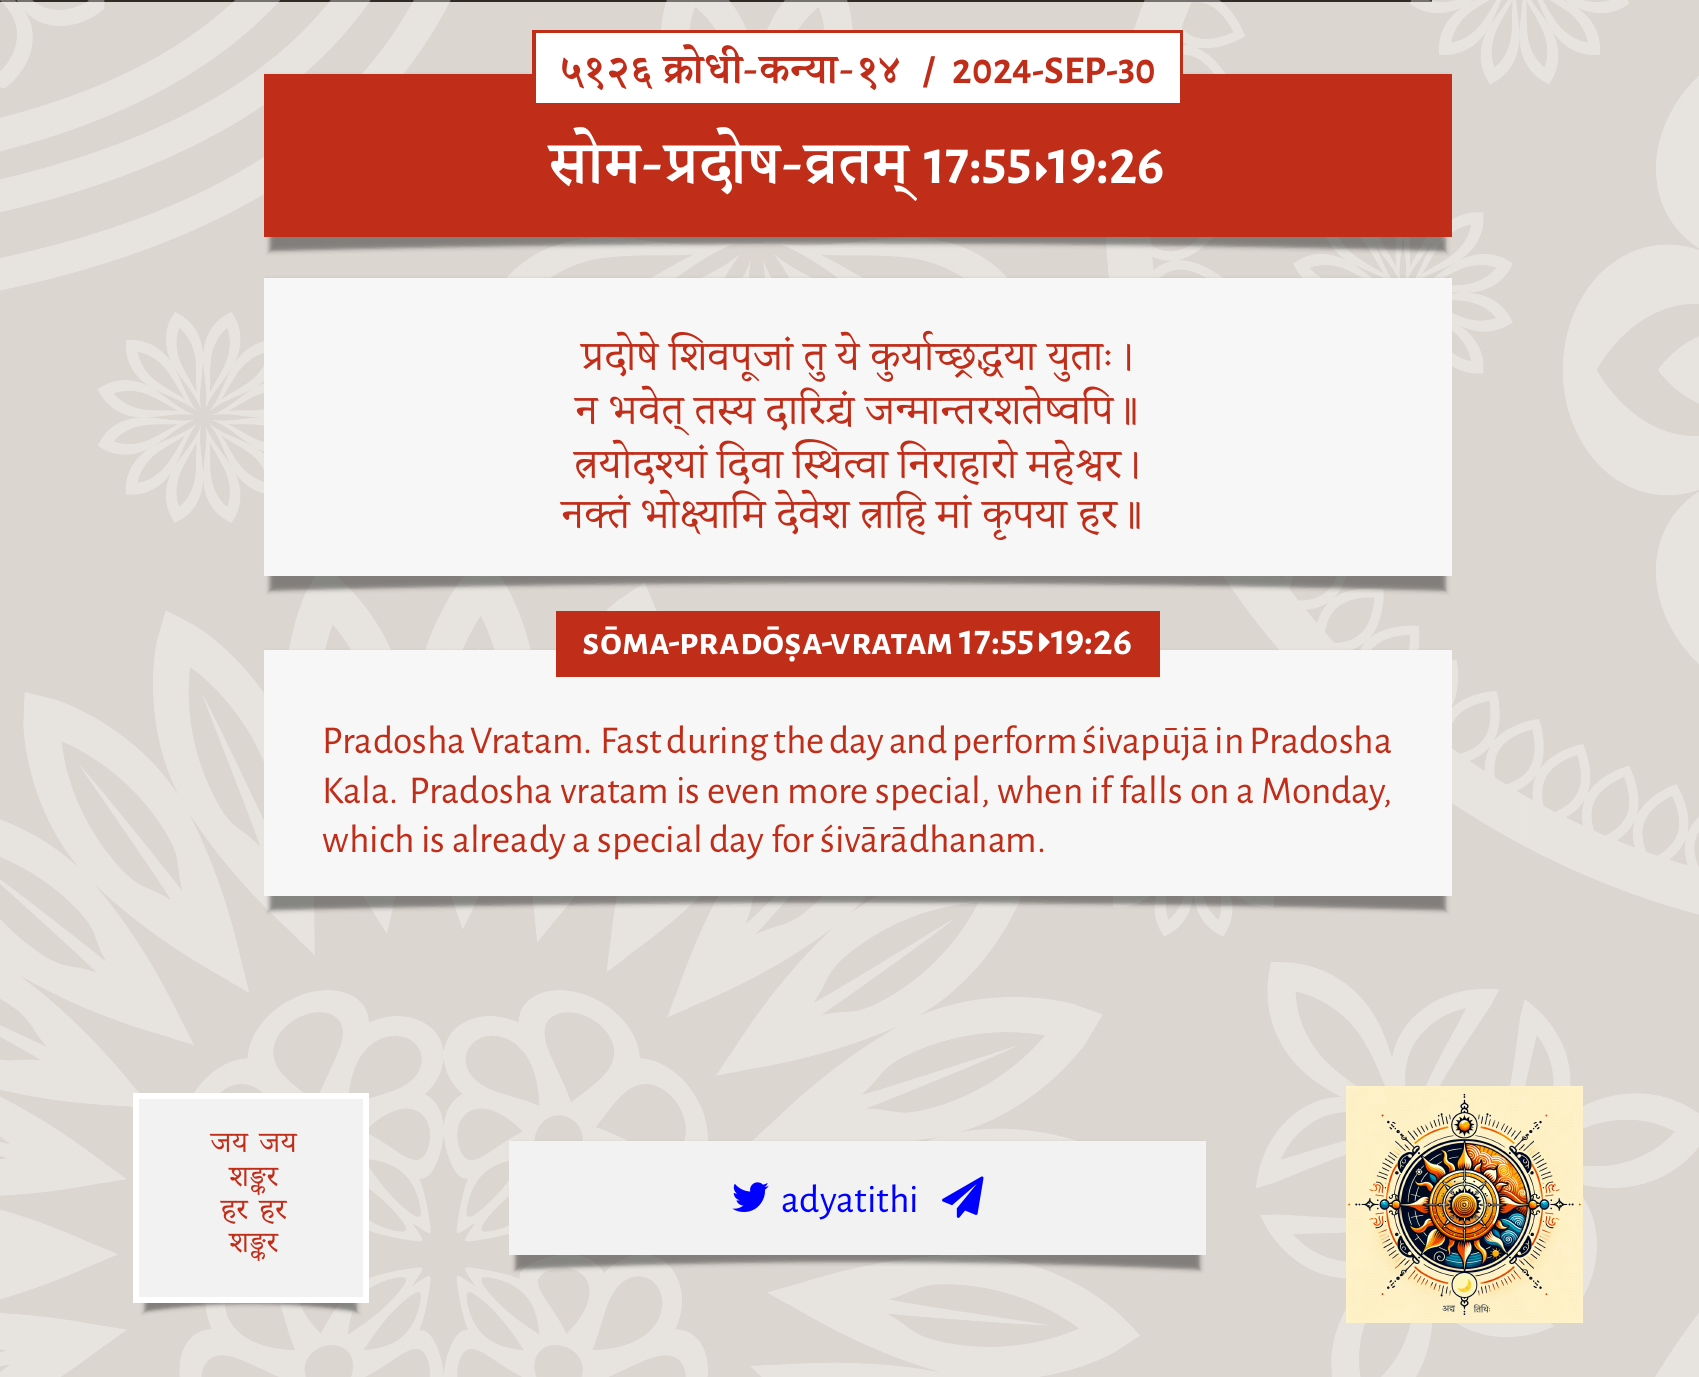 ५१२६ क्रोधी-कन्या-१४ / 2024-SEP-30
सोम-प्रदोष-व्रतम् 17:55▸19:26
प्रदोषे शिवपूजां तु ये कुर्याच्छ्रद्धया युताः।
न भवेत् तस्य दारिद्र्यं जन्मान्तरशतेष्वपि॥
त्रयोदश्यां दिवा स्थित्वा निराहारो महेश्वर।
नक्तं भोक्ष्यामि देवेश त्राहि मां कृपया हर॥
SŌMA-PRADŌṢA-VRATAM 17:55▸19:26
Pradosha Vratam. Fast during the day and perform śivapūjā in Pradosha
Kala. Pradosha vratam is even more special, when if falls on a Monday,
which is already a special day for śivārādhanam.
जय जय
शङ्कर
हर हर
शङ्कर
adyatithi
अद्य तिथिः